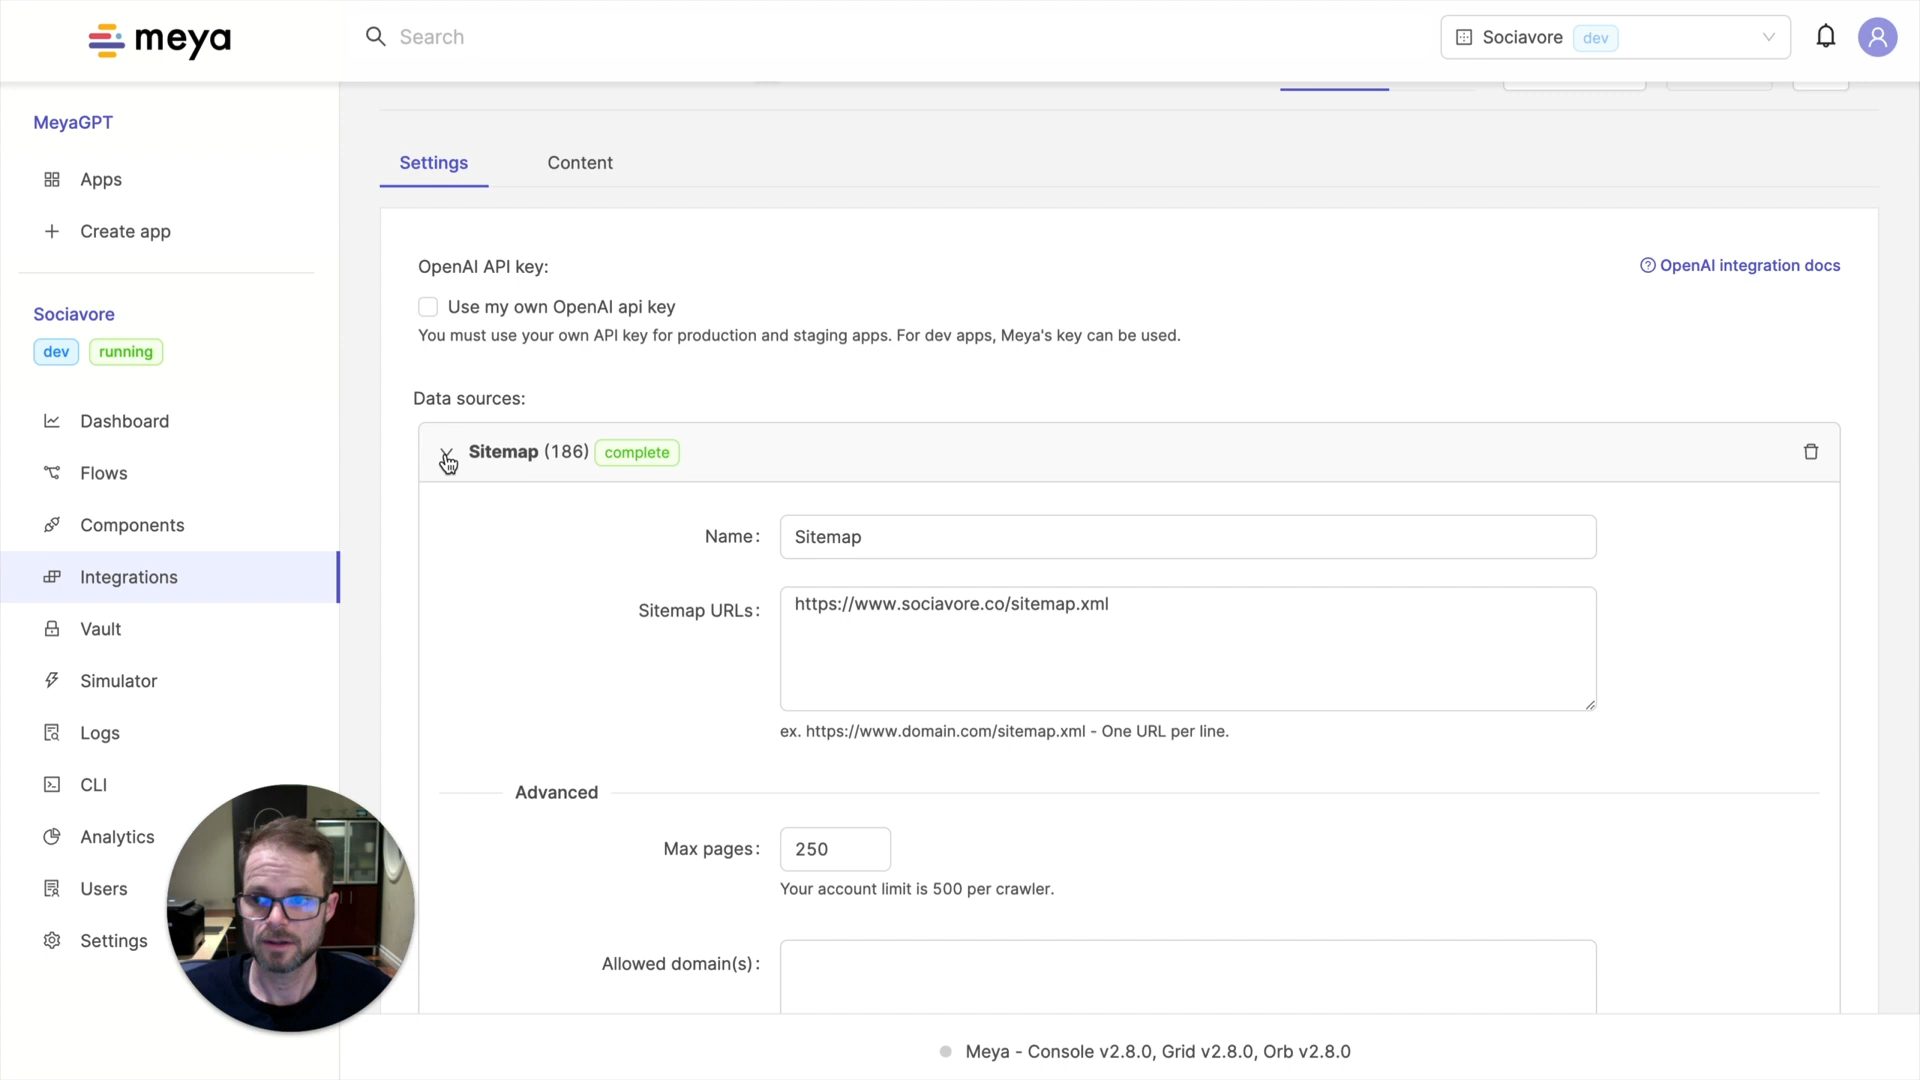 meya
Search
Sociavore dev
MeyaGPT
Apps
Create app
Sociavore
dev running
Dashboard
Flows
Components
Integrations
Vault
Simulator
Logs
CLI
Analytics
Users
Settings
Settings Content
OpenAI API key:
OpenAI integration docs
Use my own OpenAI api key
You must use your own API key for production and staging apps. For dev apps, Meya's key can be used.
Data sources:
Sitemap (186) complete
Name: Sitemap
Sitemap URLs: https://www.sociavore.co/sitemap.xml
ex. https://www.domain.com/sitemap.xml - One URL per line.
Advanced
Max pages: 250
Your account limit is 500 per crawler.
Allowed domain(s):
Meya - Console v2.8.0, Grid v2.8.0, Orb v2.8.0